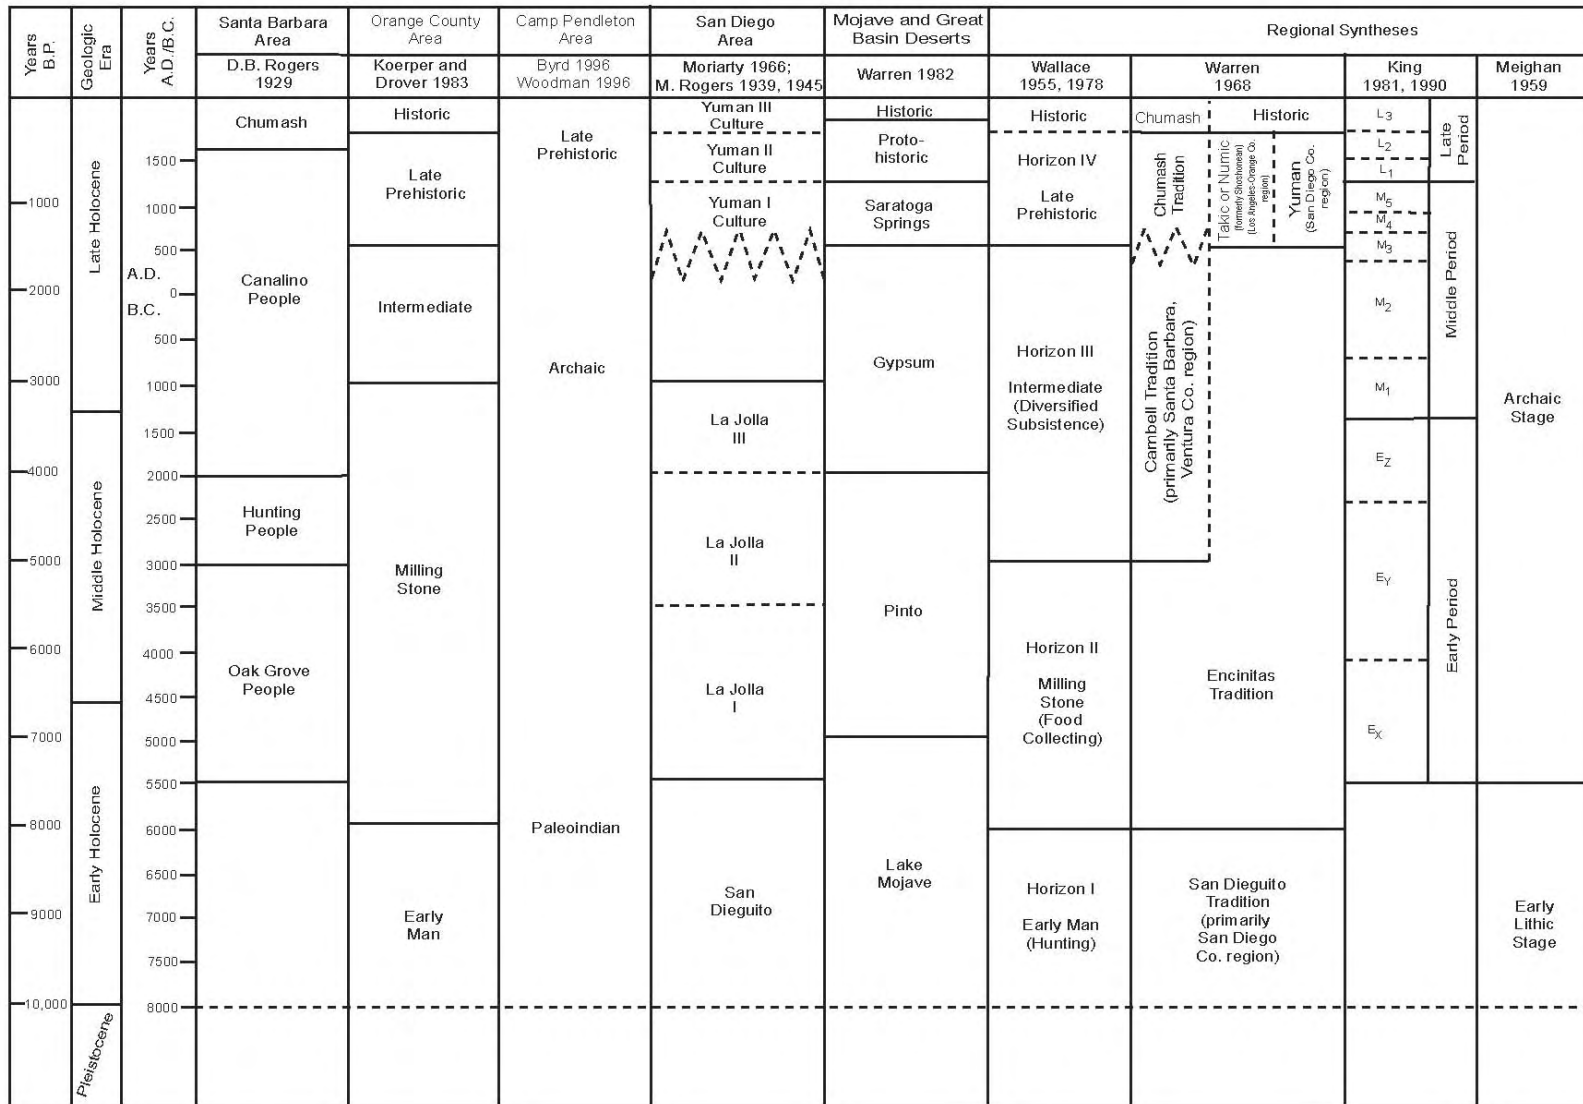 Years
B.P.
Geologic
Era
Years
A.D./B.C.
Santa Barbara
Area
Orange County
Area
Camp Pendleton
Area
San Diego
Area
Mojave and Great
Basin Deserts
Regional Syntheses
D.B. Rogers
1929
Koerper and
Drover 1983
Byrd 1996
Woodman 1996
Moriarty 1966;
M. Rogers 1939, 1945
Warren 1982
Wallace
1955, 1978
Warren
1968
King
1981, 1990
Meighan
1959
1000
2000
3000
4000
5000
6000
7000
8000
9000
10,000
Late Holocene
Middle Holocene
Early Holocene
Pleistocene
1500
1000
500
A.D.
0
B.C.
500
1000
1500
2000
2500
3000
3500
4000
4500
5000
5500
6000
6500
7000
7500
8000
Chumash
Canalino
People
Hunting
People
Oak Grove
People
Historic
Late
Prehistoric
Intermediate
Milling
Stone
Early
Man
Late
Prehistoric
Archaic
Paleoindian
Yuman III
Culture
Yuman II
Culture
Yuman I
Culture
La Jolla
III
La Jolla
II
La Jolla
I
San
Dieguito
Historic
Proto-
historic
Saratoga
Springs
Gypsum
Pinto
Lake
Mojave
Historic
Horizon IV
Late
Prehistoric
Horizon III
Intermediate
(Diversified
Subsistence)
Horizon II
Milling
Stone
(Food
Collecting)
Horizon I
Early Man
(Hunting)
Chumash
Historic
Chumash
Tradition
Takic or Numic
(formerly Shoshonean)
(Los Angeles-Orange Co.
region)
Yuman
(San Diego Co.
region)
Cambell Tradition
(primarily Santa Barbara,
Ventura Co. region)
Encinitas
Tradition
San Dieguito
Tradition
(primarily
San Diego
Co. region)
L3
L2
L1
M5
M4
M3
M2
M1
EZ
EY
EX
Late
Period
Middle Period
Early Period
Archaic
Stage
Early
Lithic
Stage